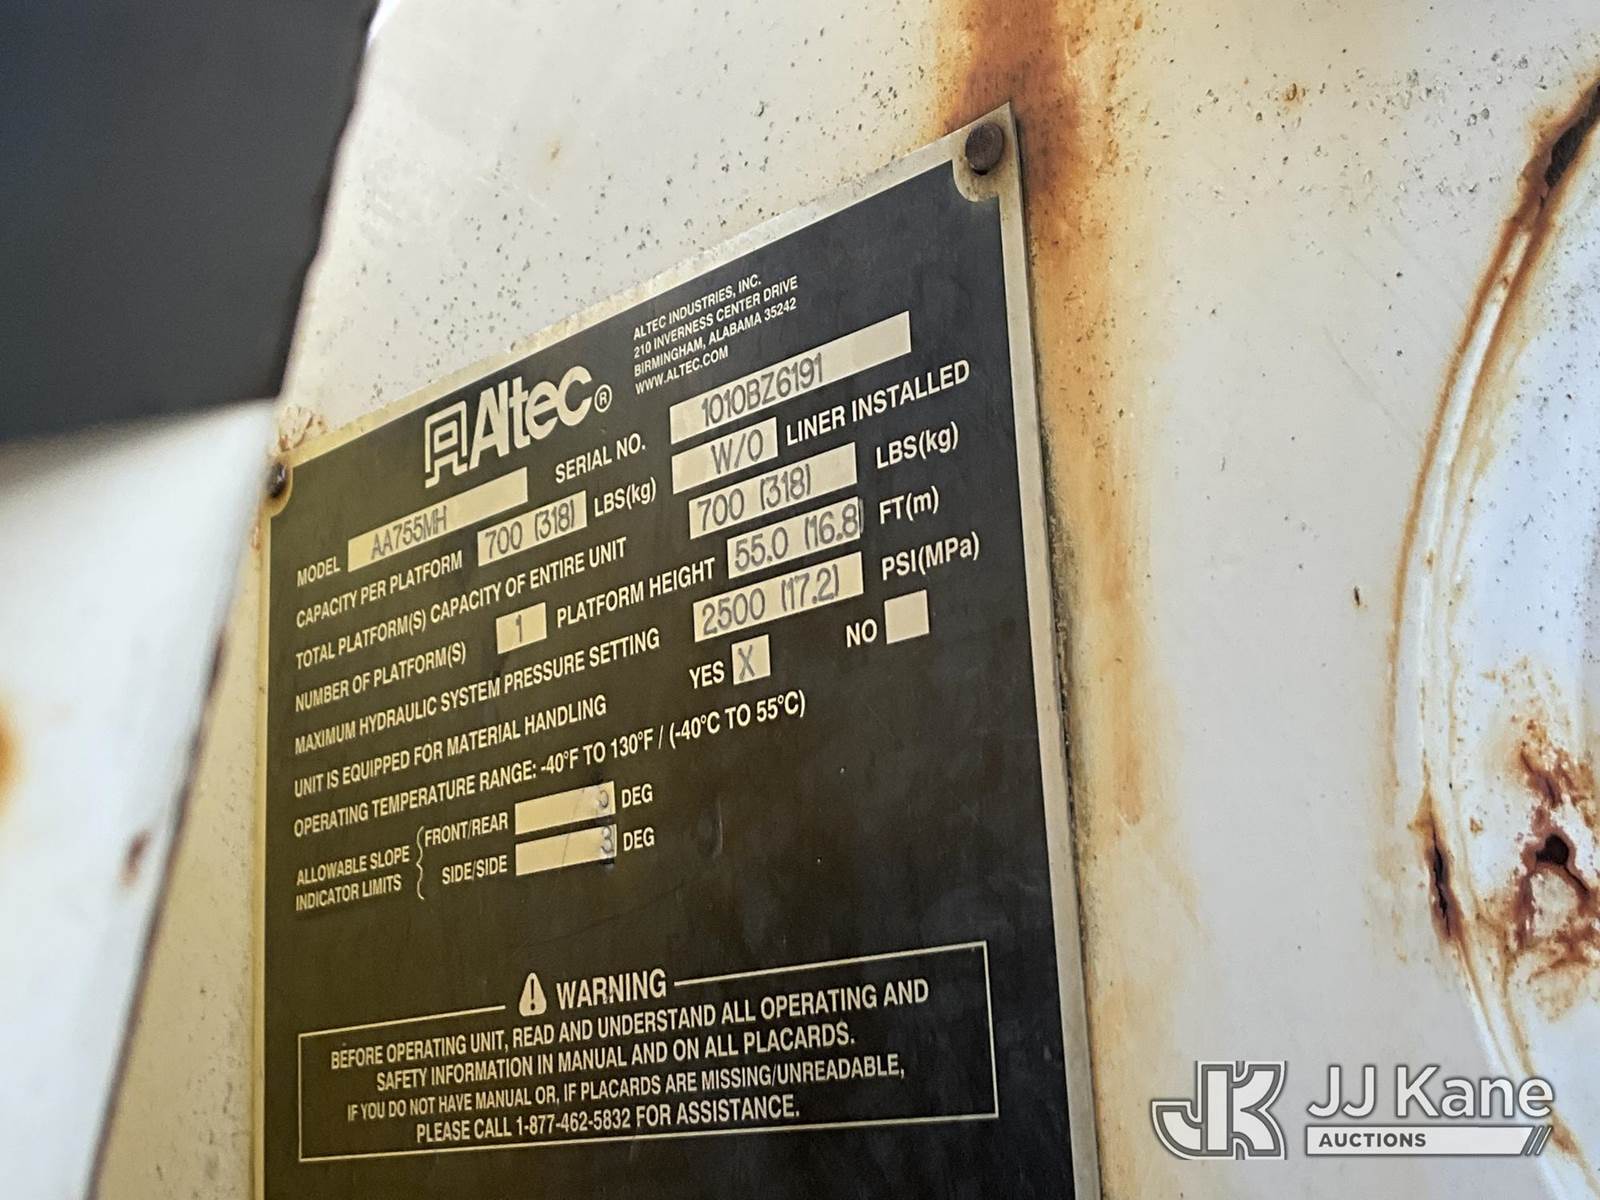 ALTEC INDUSTRIES, INC.
210 INVERNESS CENTER DRIVE
BIRMINGHAM, ALABAMA 35242
WWW.ALTEC.COM
Altec®
MODEL AA755MH SERIAL NO. 1010BZ6191
CAPACITY PER PLATFORM 700 (318) LBS(kg) W/O LINER INSTALLED
TOTAL PLATFORM(S) CAPACITY OF ENTIRE UNIT 700 (318) LBS(kg)
NUMBER OF PLATFORM(S) 1 PLATFORM HEIGHT 55.0 (16.8) FT(m)
MAXIMUM HYDRAULIC SYSTEM PRESSURE SETTING 2500 (17.2) PSI(MPa)
UNIT IS EQUIPPED FOR MATERIAL HANDLING YES X NO
OPERATING TEMPERATURE RANGE: -40°F TO 130°F / (-40°C TO 55°C)
ALLOWABLE SLOPE INDICATOR LIMITS
FRONT/REAR DEG
SIDE/SIDE 3 DEG
WARNING
BEFORE OPERATING UNIT, READ AND UNDERSTAND ALL OPERATING AND
SAFETY INFORMATION IN MANUAL AND ON ALL PLACARDS.
IF YOU DO NOT HAVE MANUAL OR, IF PLACARDS ARE MISSING/UNREADABLE,
PLEASE CALL 1-877-462-5832 FOR ASSISTANCE.
JK JJ Kane
AUCTIONS